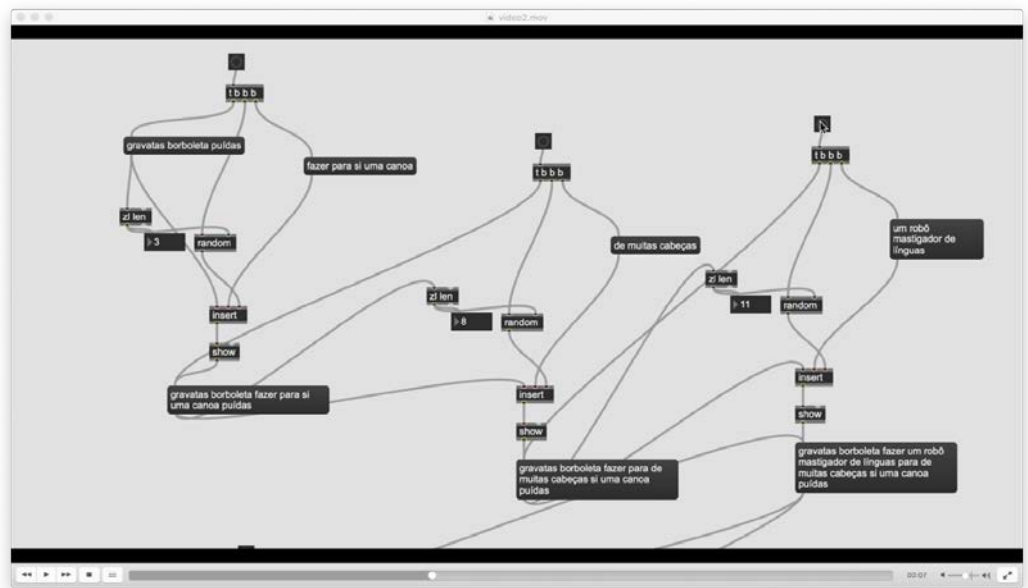 video2.mov
t b b b
gravatas borboleta puídas
fazer para si uma canoa
zl len
3
random
insert
show
gravatas borboleta fazer para si
uma canoa puídas
t b b b
de muitas cabeças
zl len
8
random
insert
show
gravatas borboleta fazer para de
muitas cabeças si uma canoa
puídas
t b b b
um robô
mastigador de
línguas
zl len
11
random
insert
show
gravatas borboleta fazer um robô
mastigador de línguas para de
muitas cabeças si uma canoa
puídas
00:07